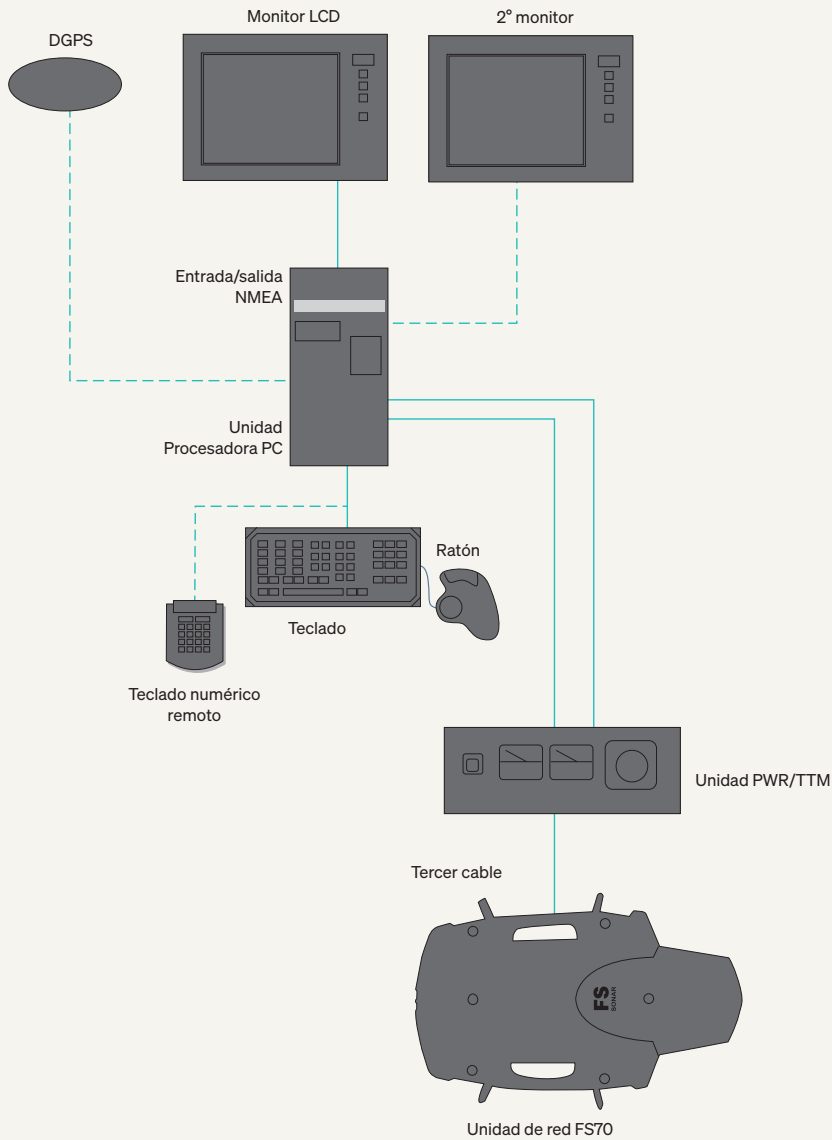 Monitor LCD
2° monitor
DGPS
Entrada/salida
NMEA
Unidad
Procesadora PC
Ratón
Teclado
Teclado numérico
remoto
Unidad PWR/TTM
Tercer cable
FS
SONAR
Unidad de red FS70